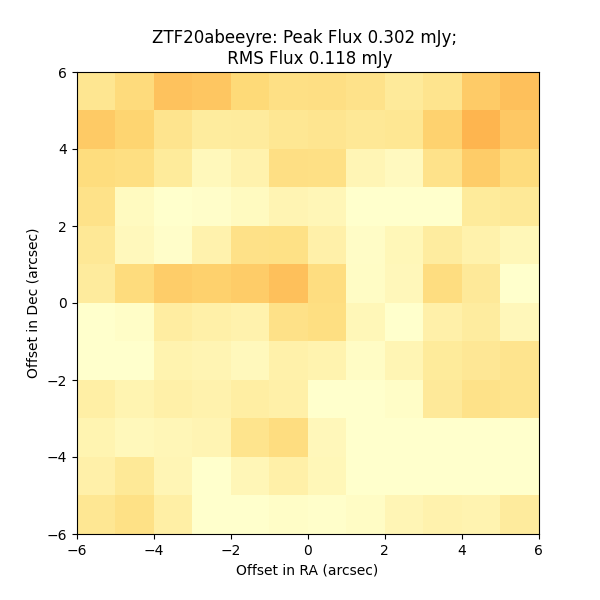 ZTF20abeeyre: Peak Flux 0.302 mJy;
RMS Flux 0.118 mJy
6
4
2
0
−2
−4
−6
Offset in Dec (arcsec)
−6 −4 −2 0 2 4 6
Offset in RA (arcsec)